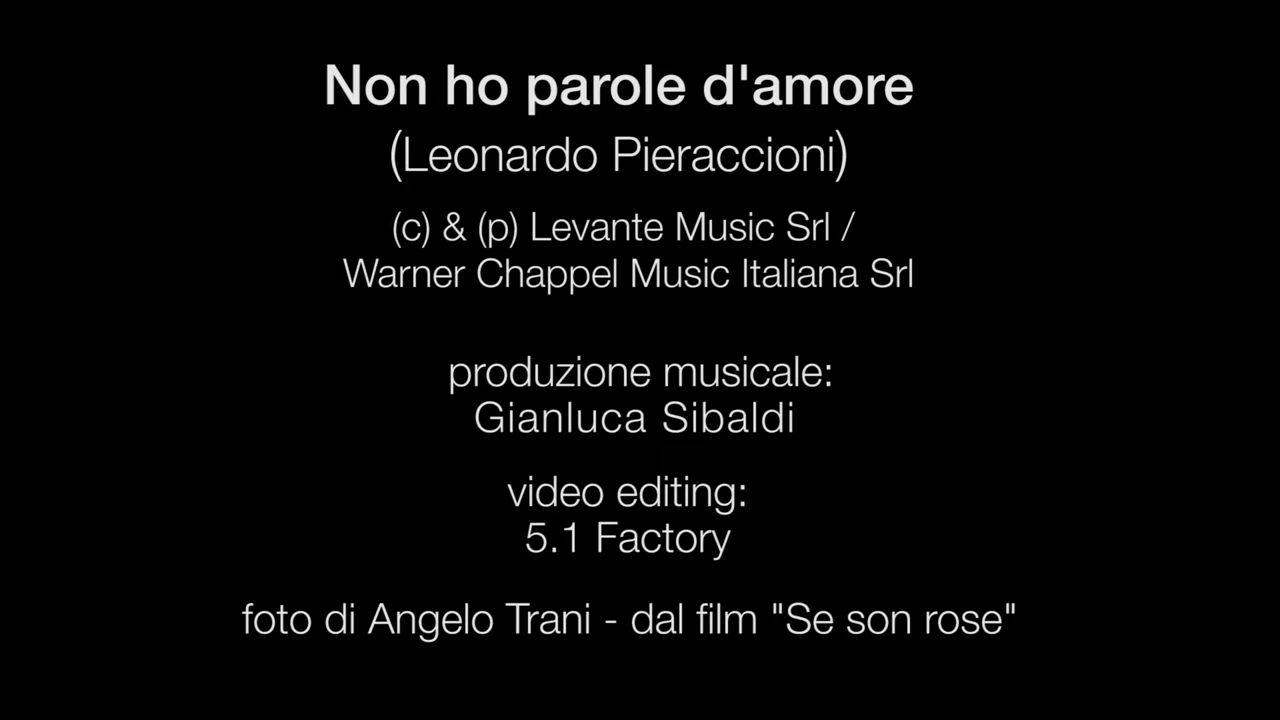 Non ho parole d'amore
(Leonardo Pieraccioni)
(c) & (p) Levante Music Srl /
Warner Chappel Music Italiana Srl
produzione musicale:
Gianluca Sibaldi
video editing:
5.1 Factory
foto di Angelo Trani - dal film "Se son rose"